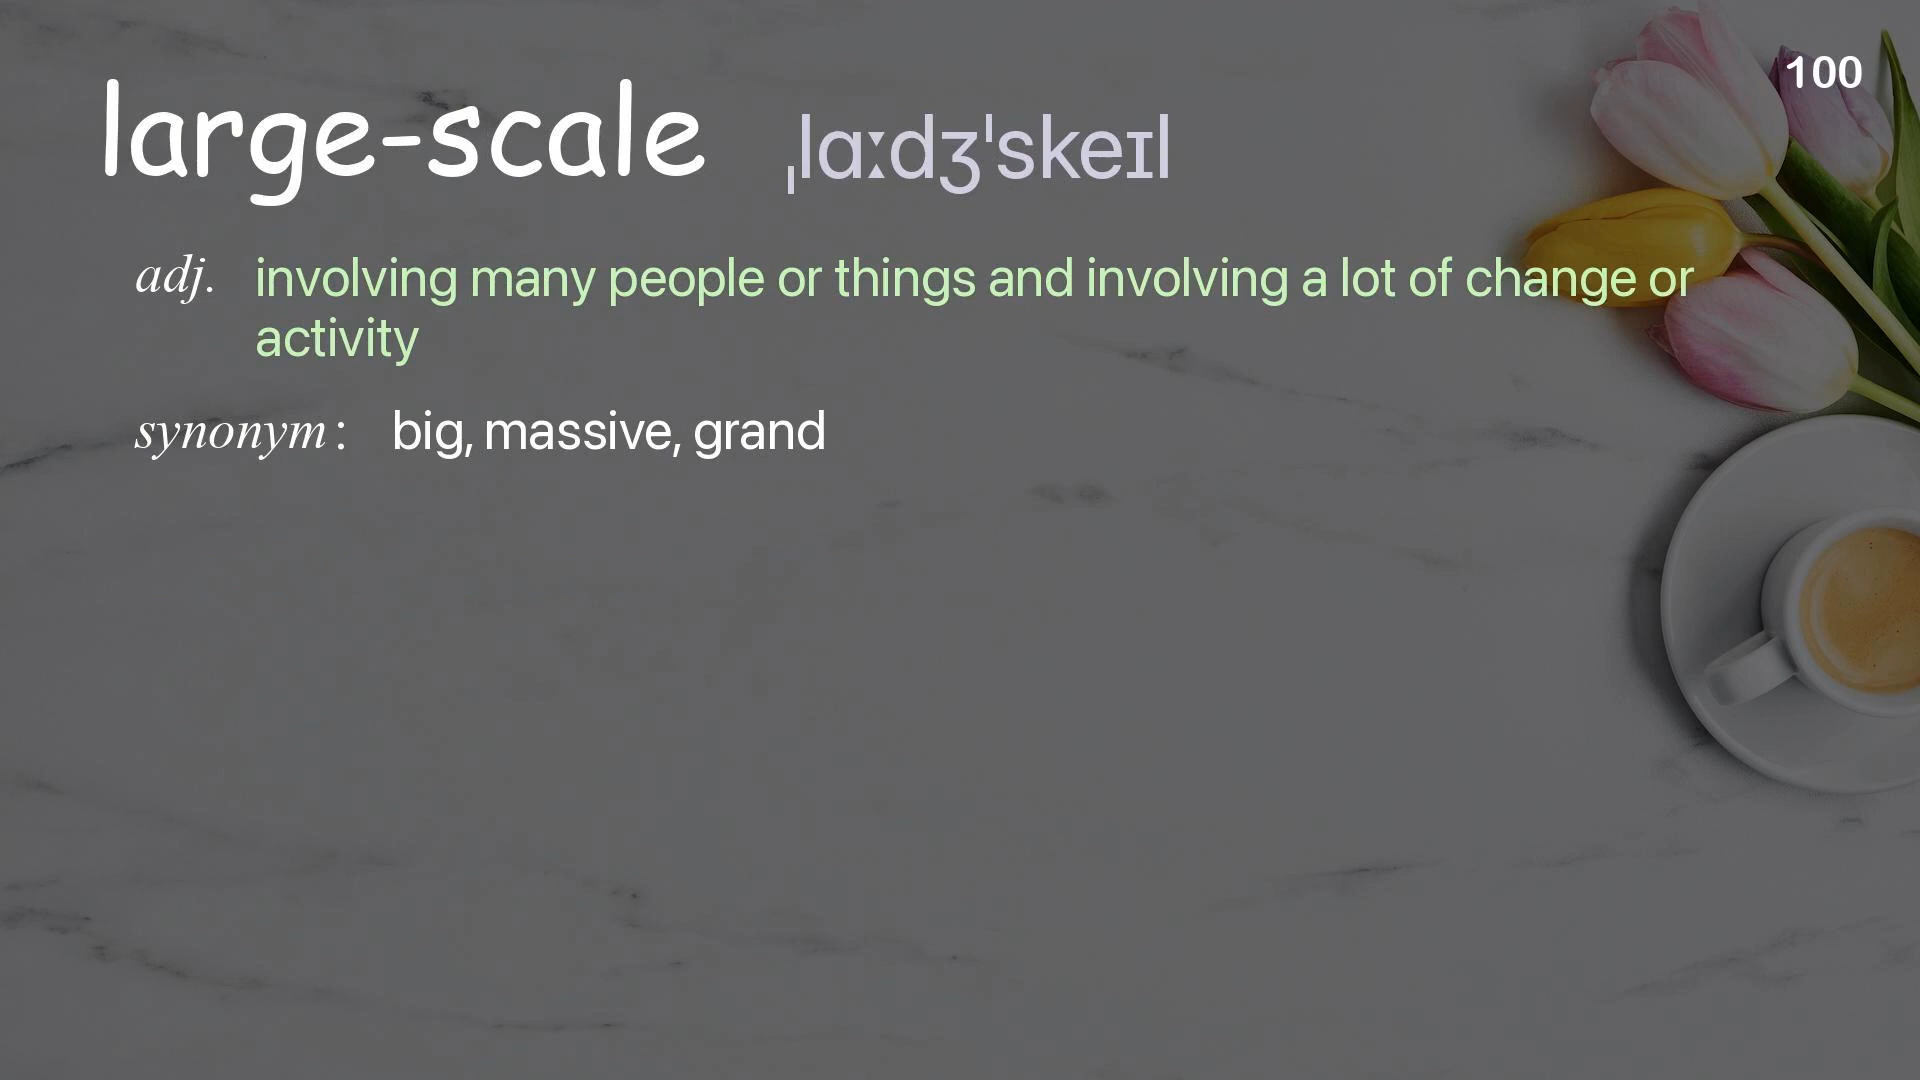 100
large-scale ˌlɑːdʒˈskeɪl
adj. involving many people or things and involving a lot of change or
activity
synonym: big, massive, grand